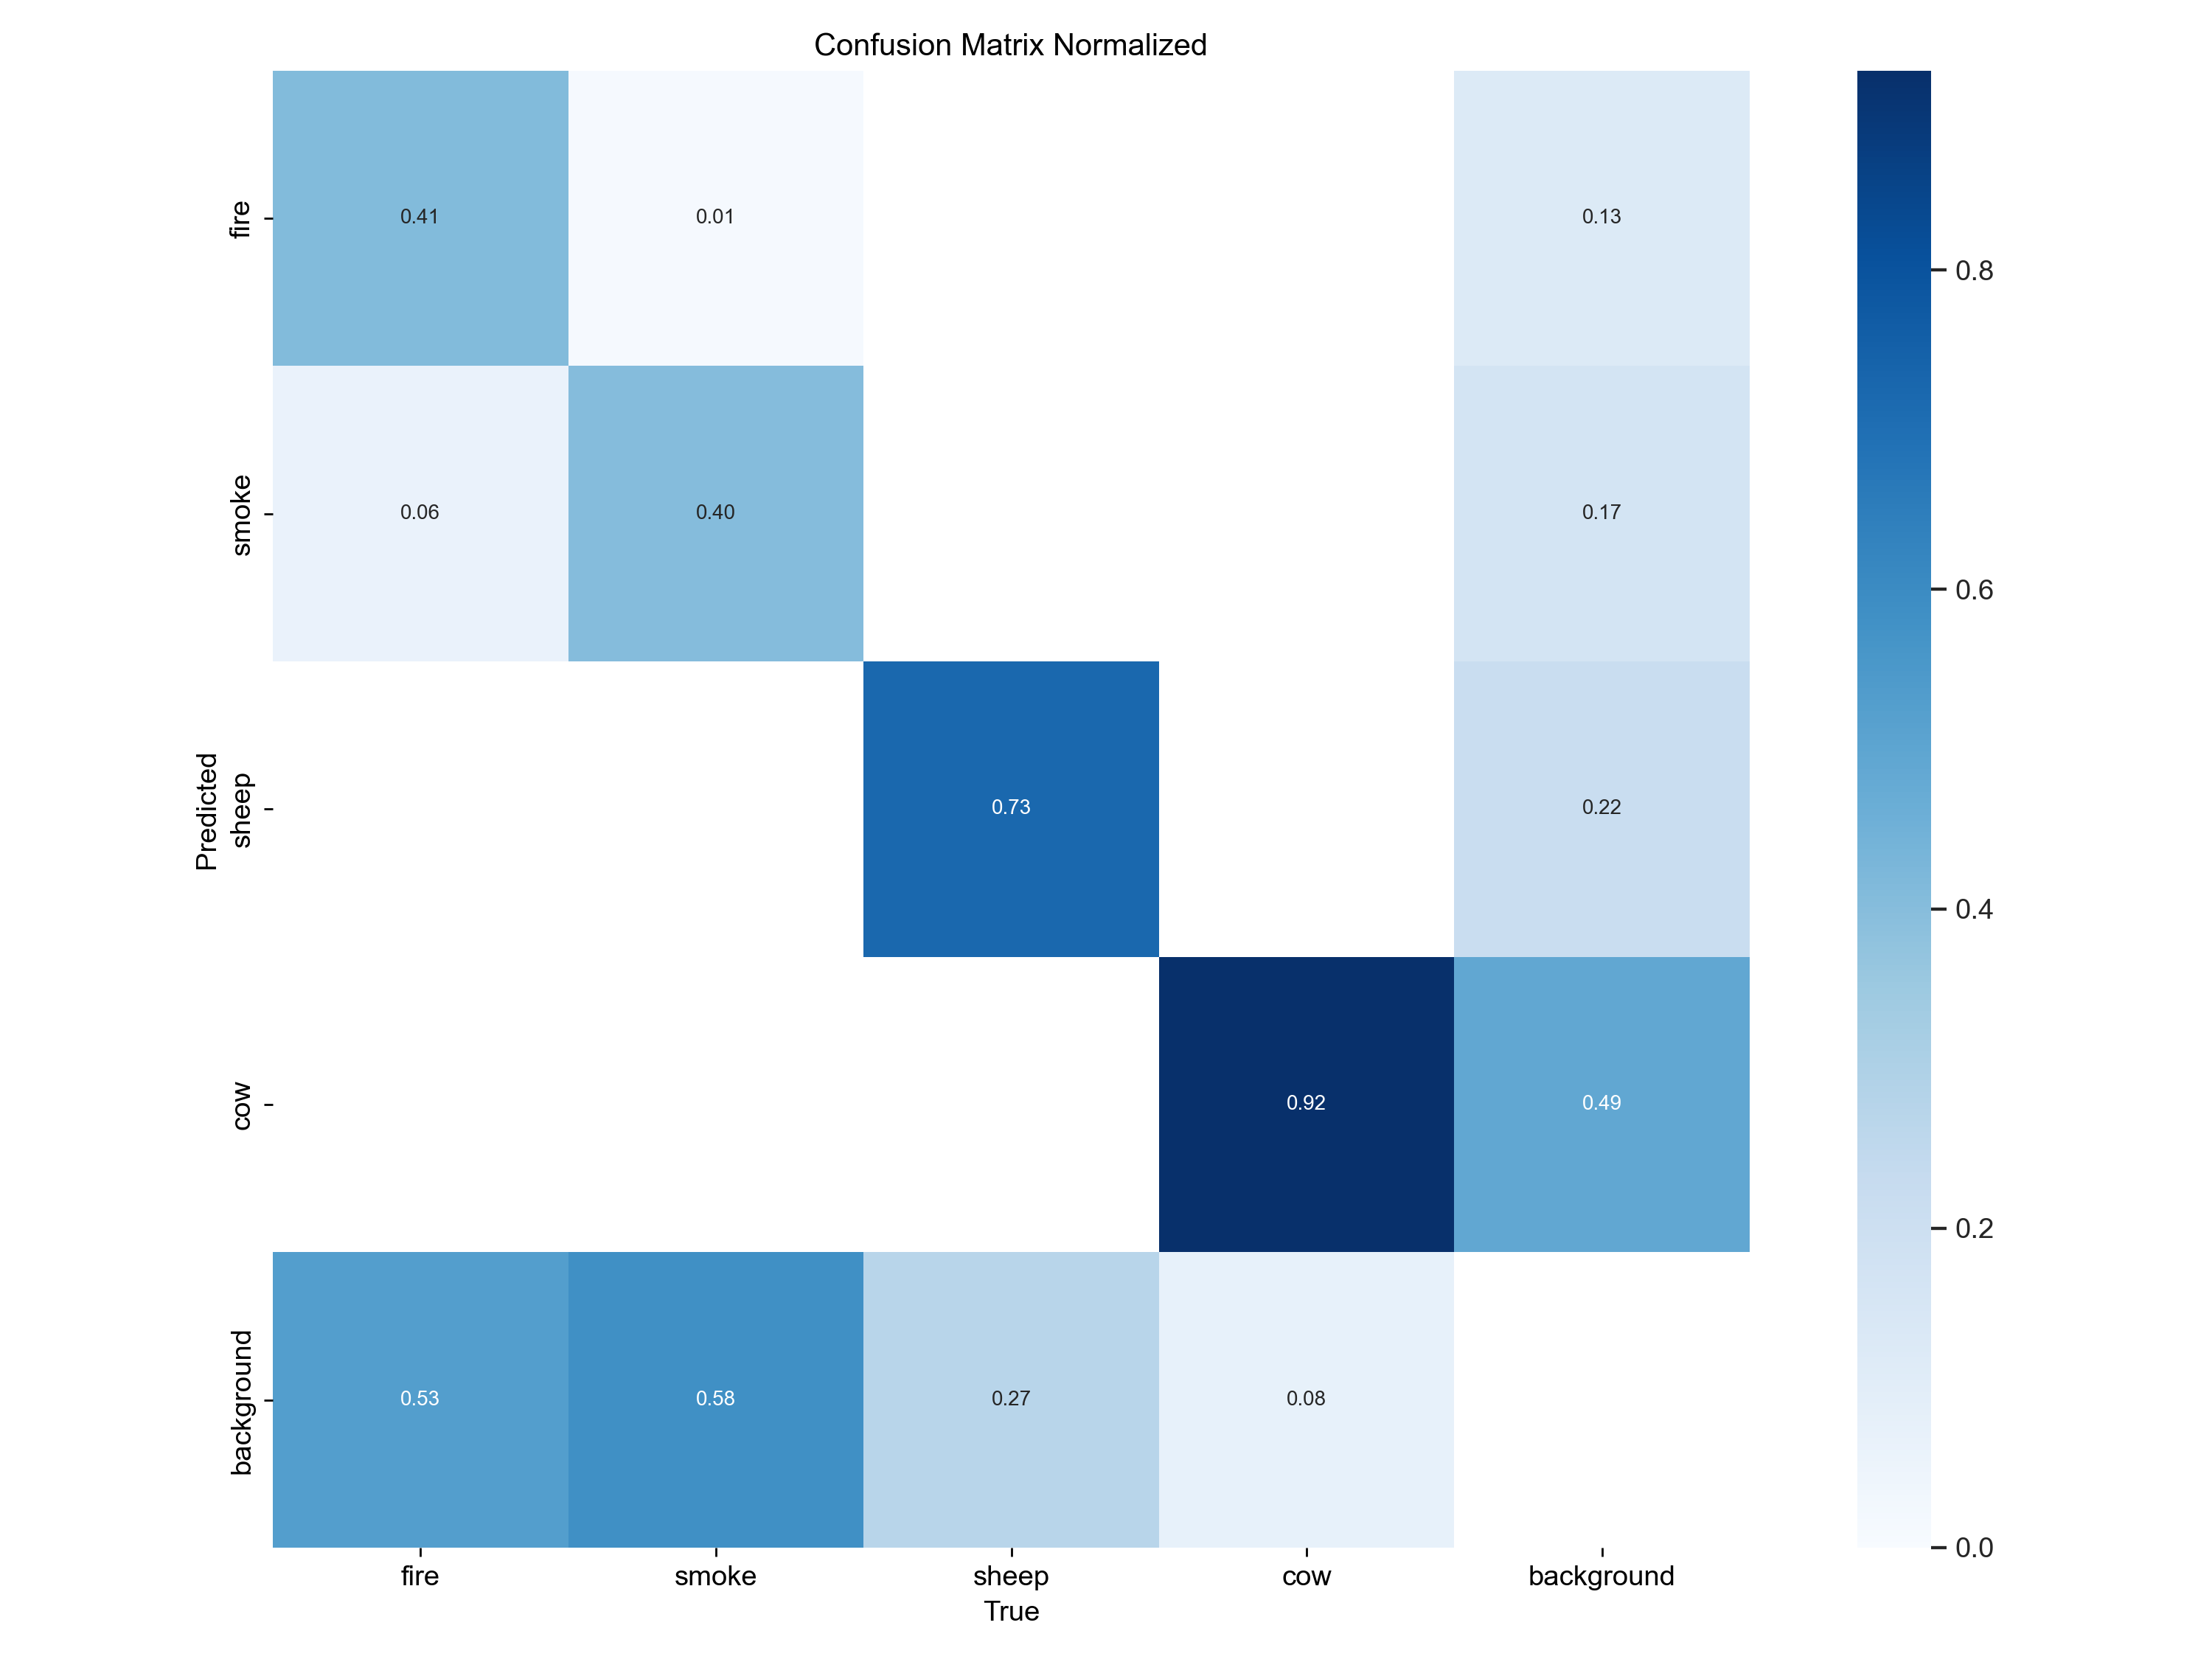 Confusion Matrix Normalized
Predicted
fire
0.41
0.01
0.13
smoke
0.06
0.40
0.17
sheep
0.73
0.22
cow
0.92
0.49
background
0.53
0.58
0.27
0.08
fire
smoke
sheep
cow
background
True
0.8
0.6
0.4
0.2
0.0